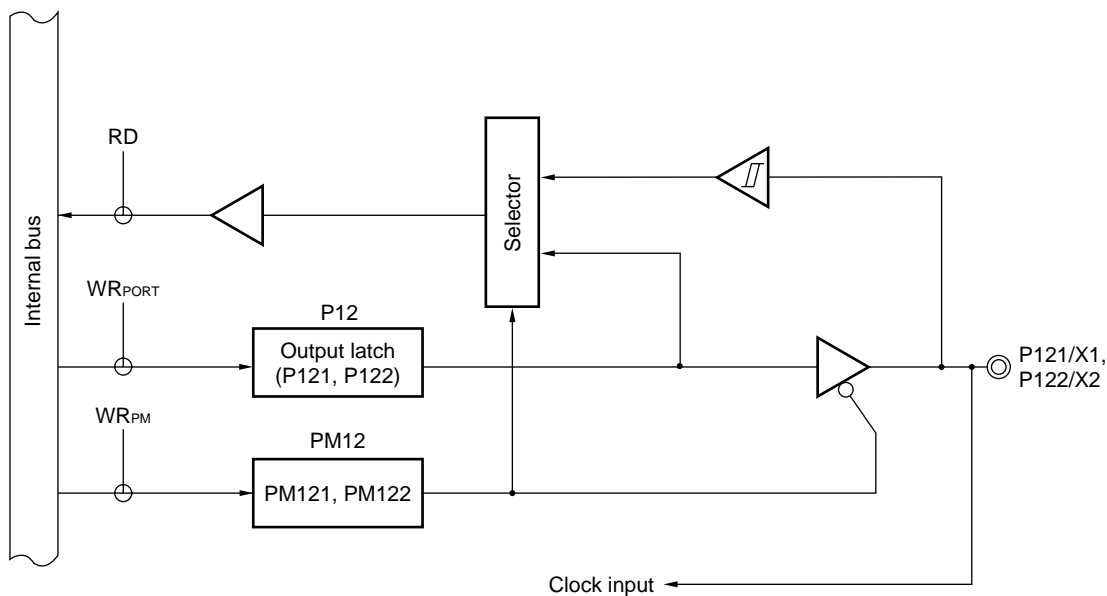 RD
Selector
Internal bus
WRPORT
P12
Output latch
(P121, P122)
P121/X1,
P122/X2
WRPM
PM12
PM121, PM122
Clock input